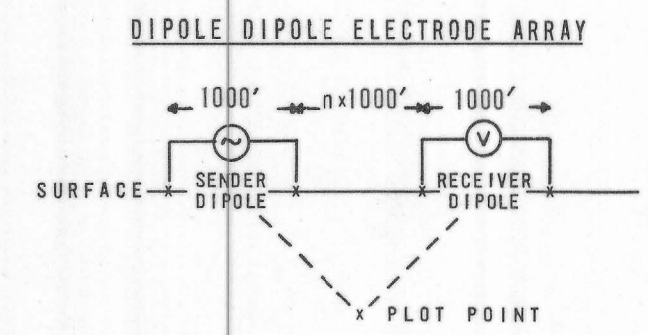 DIPOLE DIPOLE ELECTRODE ARRAY
1000' n x 1000' 1000'
~ V
SURFACE x SENDER DIPOLE x x RECEIVER DIPOLE x
x PLOT POINT